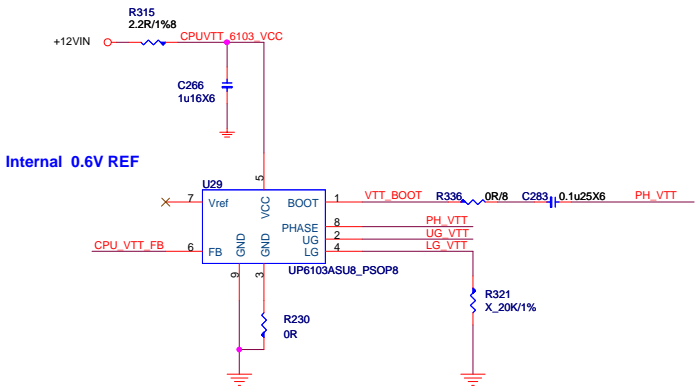 R315
2.2R/1%8
+12VIN
CPUVTT_6103_VCC
C266
1u16X6
Internal 0.6V REF
U29
5
7
Vref
VCC
BOOT
1
VTT_BOOT
R336
0R/8
C283
0.1u25X6
PH_VTT
PHASE
8
PH_VTT
UG
2
UG_VTT
CPU_VTT_FB
6
FB
GND
GND
LG
4
LG_VTT
UP6103ASU8_PSOP8
9
3
R321
X_20K/1%
R230
0R